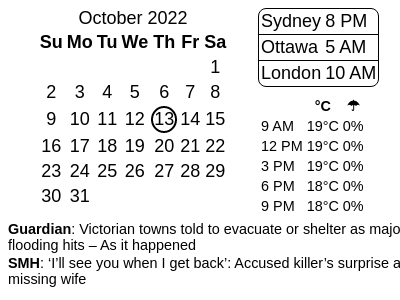 October 2022
Su Mo Tu We Th Fr Sa
1
2 3 4 5 6 7 8
9 10 11 12 13 14 15
16 17 18 19 20 21 22
23 24 25 26 27 28 29
30 31
Sydney 8 PM
Ottawa 5 AM
London 10 AM
°C ☂
9 AM 19°C 0%
12 PM 19°C 0%
3 PM 19°C 0%
6 PM 18°C 0%
9 PM 18°C 0%
Guardian: Victorian towns told to evacuate or shelter as majo
flooding hits – As it happened
SMH: ‘I’ll see you when I get back’: Accused killer’s surprise a
missing wife